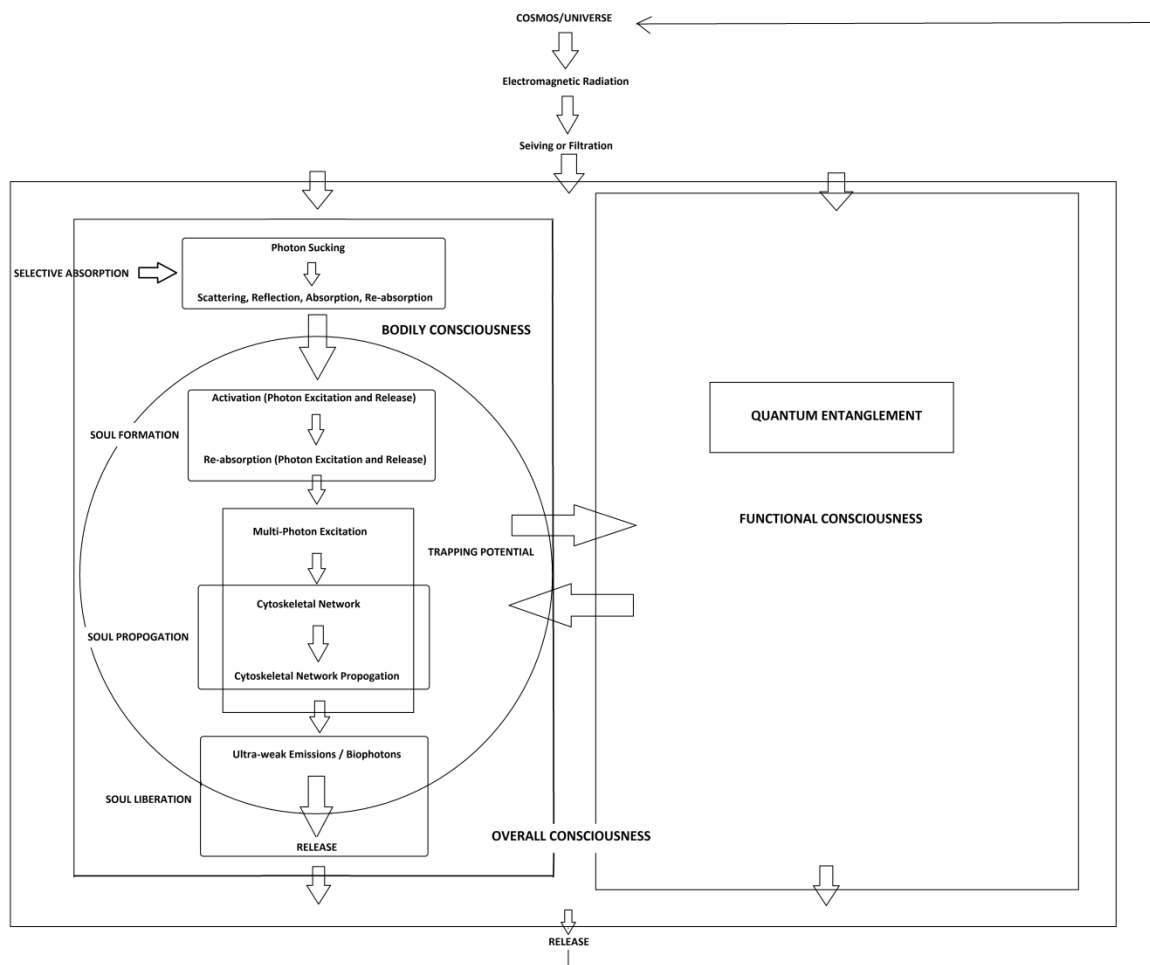 COSMOS/UNIVERSE
Electromagnetic Radiation
Seiving or Filtration
Photon Sucking
SELECTIVE ABSORPTION
Scattering, Reflection, Absorption, Re-absorption
BODILY CONSCIOUSNESS
Activation (Photon Excitation and Release)
SOUL FORMATION
Re-absorption (Photon Excitation and Release)
QUANTUM ENTANGLEMENT
FUNCTIONAL CONSCIOUSNESS
Multi-Photon Excitation
TRAPPING POTENTIAL
Cytoskeletal Network
SOUL PROPOGATION
Cytoskeletal Network Propogation
Ultra-weak Emissions / Biophotons
SOUL LIBERATION
RELEASE
OVERALL CONSCIOUSNESS
RELEASE